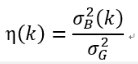 η(k) = σ_B^2(k) / σ_G^2